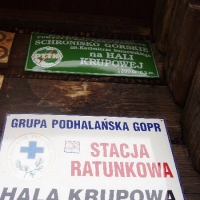 SCHRONISKO GÓRSKIE
na HALI
KRUPOWEJ
GRUPA PODHALAŃSKA GOPR
STACJA
RATUNKOWA
HALA KRUPOWA